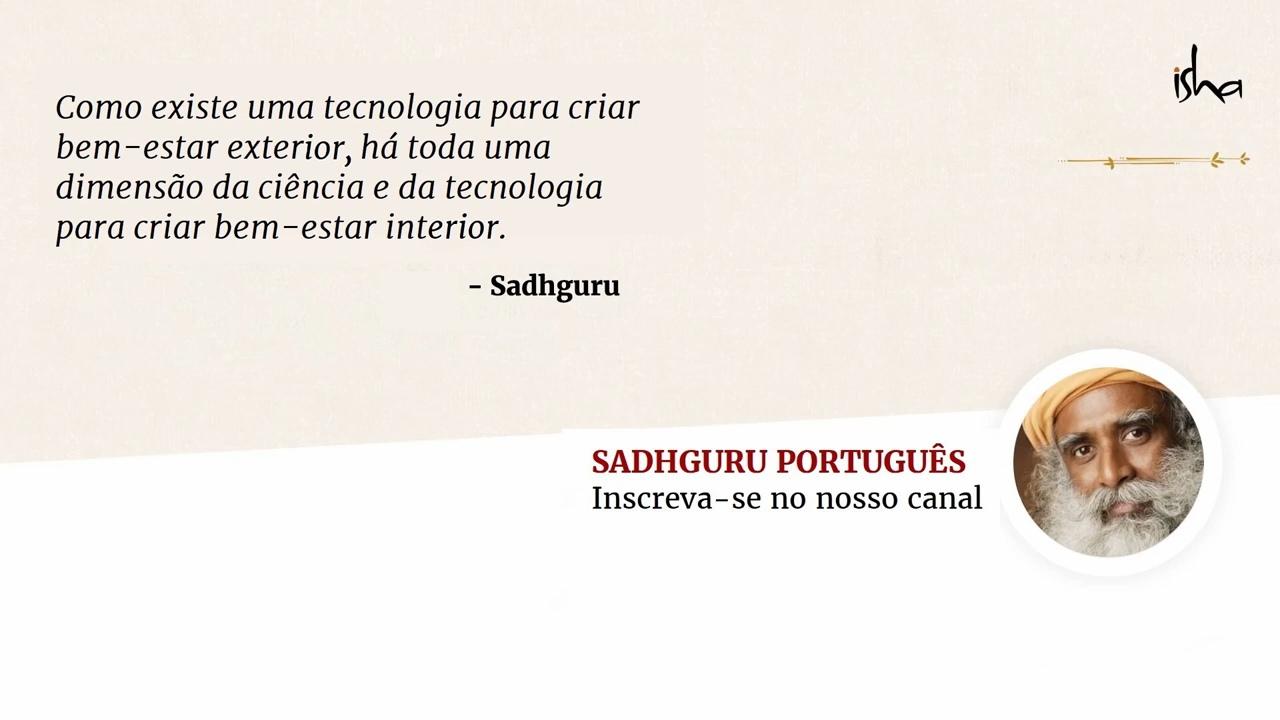 Como existe uma tecnologia para criar
bem-estar exterior, há toda uma
dimensão da ciência e da tecnologia
para criar bem-estar interior.
- Sadhguru
isha
SADHGURU PORTUGUÊS
Inscreva-se no nosso canal